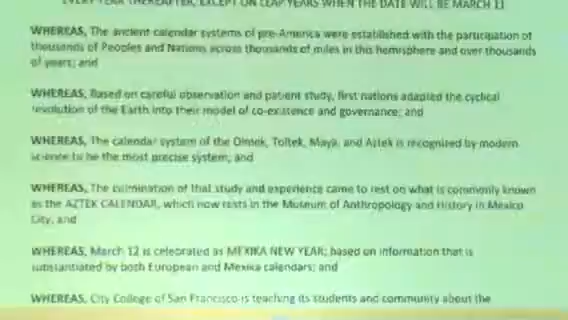 EVERY YEAR THEREAFTER, EXCEPT ON LEAP YEARS WHEN THE DATE WILL BE MARCH 11
WHEREAS, The ancient calendar systems of pre-America were established with the participation of
thousands of Peoples and Nations across thousands of miles in this hemisphere and over thousands
of years; and
WHEREAS, Based on careful observation and patient study, first nations adapted the cyclical
revolution of the Earth into their model of co-existence and governance; and
WHEREAS, The calendar system of the Olmek, Toltek, Maya, and Aztek is recognized by modern
science to be the most precise system; and
WHEREAS, The culmination of that study and experience came to rest on what is commonly known
as the AZTEK CALENDAR, which now rests in the Museum of Anthropology and History in Mexico
City, and
WHEREAS, March 12 is celebrated as MEXIKA NEW YEAR; based on information that is
substantiated by both European and Mexica calendars; and
WHEREAS, City College of San Francisco is teaching its students and community about the